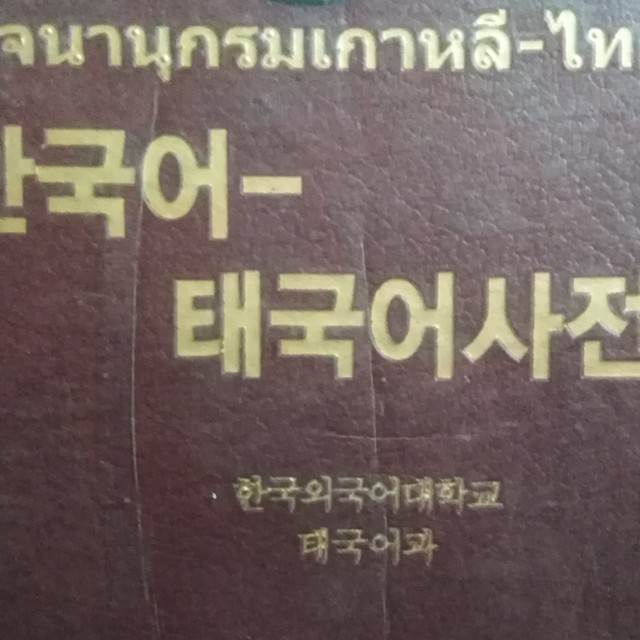 จนานุกรมเกาหลี-ไท
한국어-
태국어사전
한국외국어대학교
태국어과